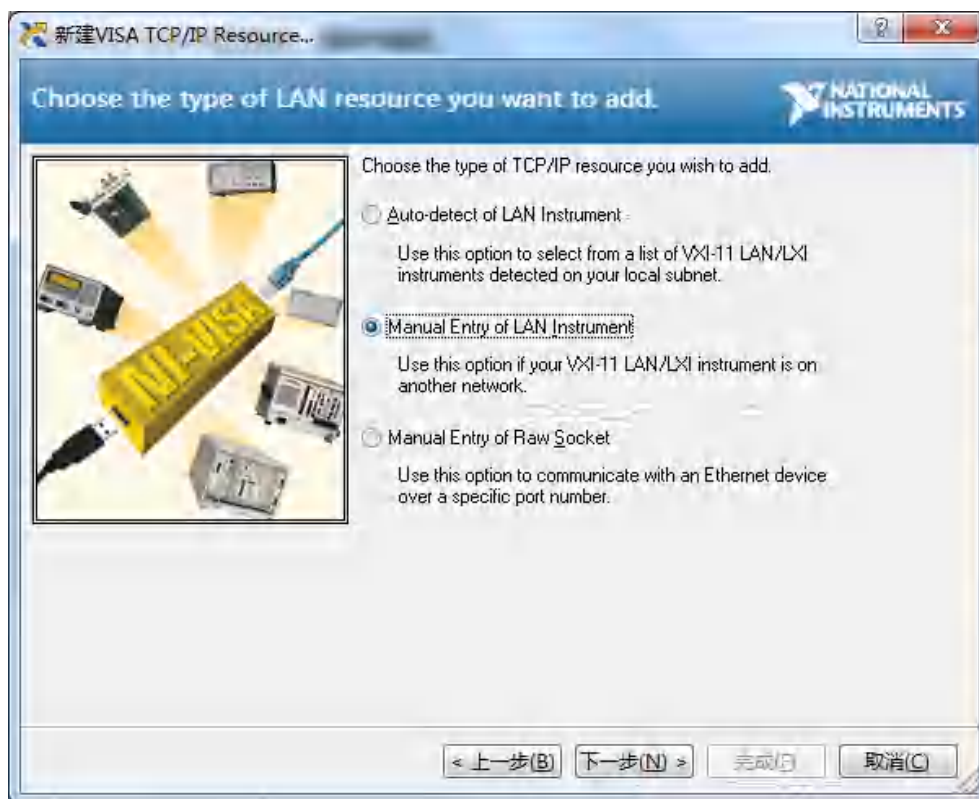 新建VISA TCP/IP Resource...
Choose the type of LAN resource you want to add.
NATIONAL
INSTRUMENTS
Choose the type of TCP/IP resource you wish to add.
Auto-detect of LAN Instrument
Use this option to select from a list of VXI-11 LAN/LXI
instruments detected on your local subnet.
NI-VISA
Manual Entry of LAN Instrument
Use this option if your VXI-11 LAN/LXI instrument is on
another network.
Manual Entry of Raw Socket
Use this option to communicate with an Ethernet device
over a specific port number.
< 上一步(B) 下一步(N) > 完成(F) 取消(C)